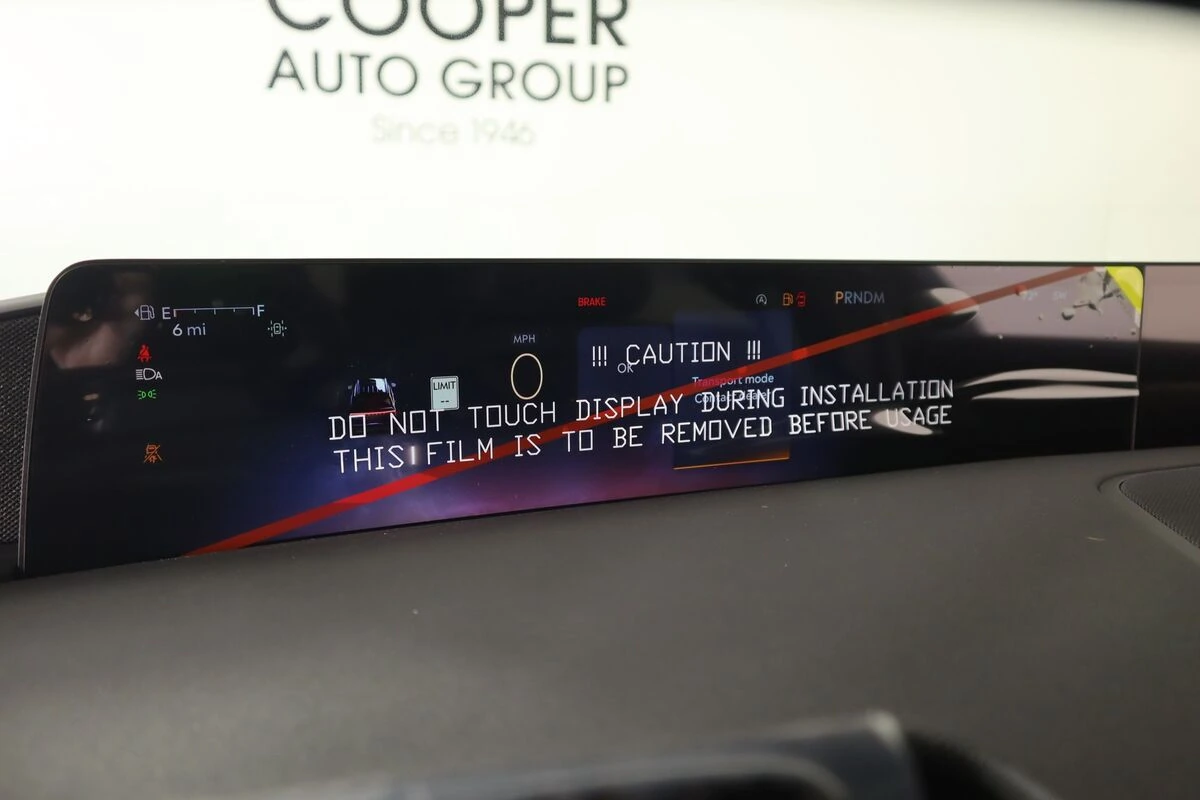 COOPER
AUTO GROUP
Since 1946
E F
6 mi
BRAKE
PRNDM
MPH
0
LIMIT
--
!!! CAUTION !!!
OK
Transport mode
DO NOT TOUCH DISPLAY DURING INSTALLATION
THIS FILM IS TO BE REMOVED BEFORE USAGE